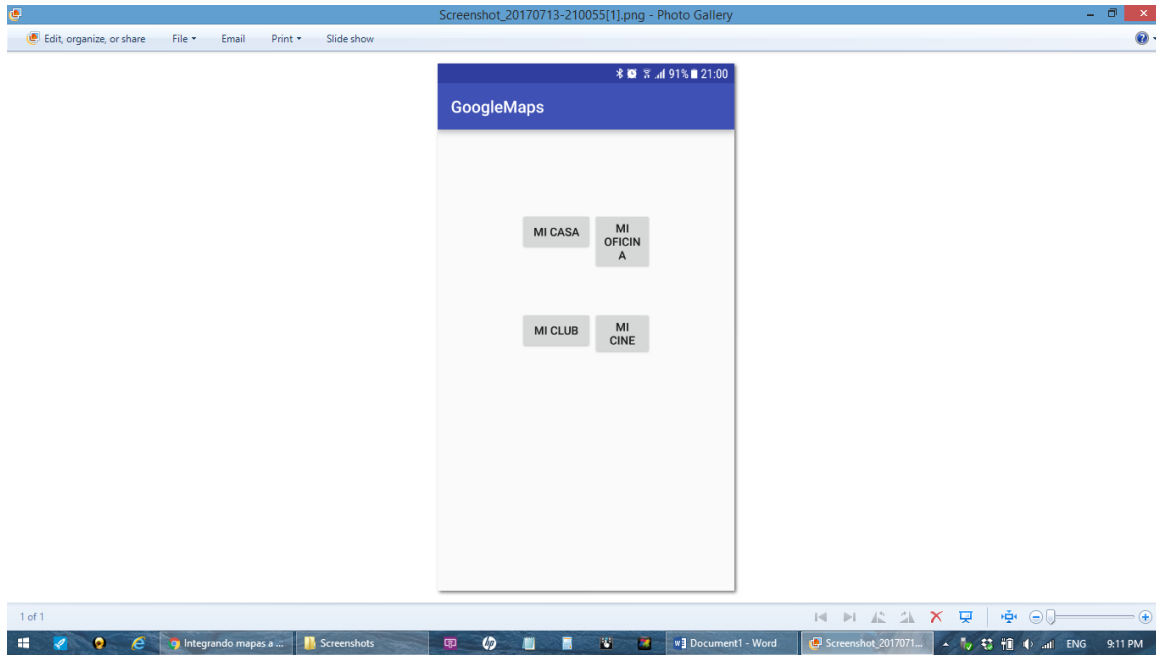 Screenshot_20170713-210055[1].png - Photo Gallery
Edit, organize, or share File Email Print Slide show
91% 21:00
GoogleMaps
MI CASA
MI
OFICIN
A
MI CLUB
MI
CINE
1 of 1
Integrando mapas a ... Screenshots Document1 - Word Screenshot_2017071... ENG 9:11 PM